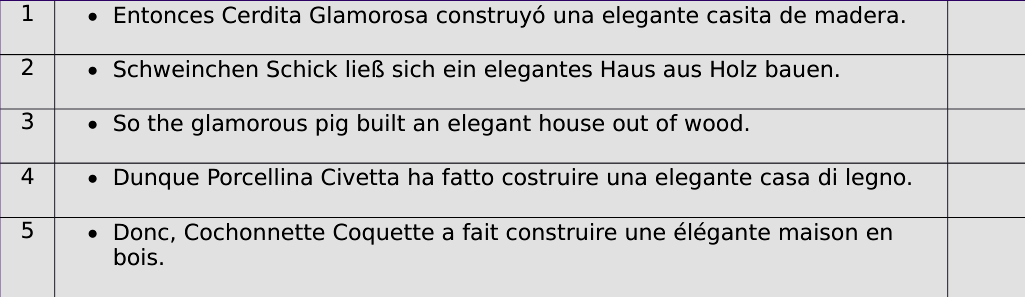 1 • Entonces Cerdita Glamorosa construyó una elegante casita de madera.
2 • Schweinchen Schick ließ sich ein elegantes Haus aus Holz bauen.
3 • So the glamorous pig built an elegant house out of wood.
4 • Dunque Porcellina Civetta ha fatto costruire una elegante casa di legno.
5 • Donc, Cochonnette Coquette a fait construire une élégante maison en
bois.